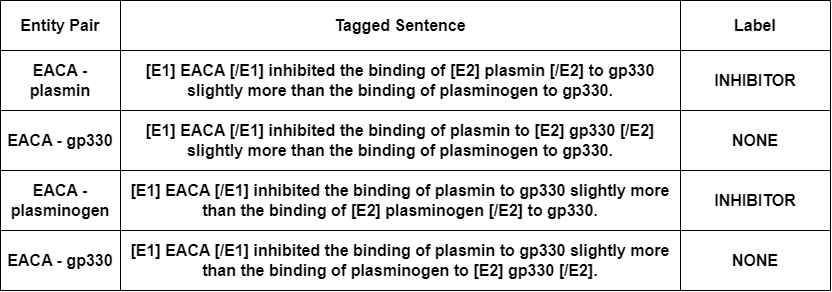 Entity Pair
Tagged Sentence
Label
EACA -
plasmin
[E1] EACA [/E1] inhibited the binding of [E2] plasmin [/E2] to gp330
slightly more than the binding of plasminogen to gp330.
INHIBITOR
EACA - gp330
[E1] EACA [/E1] inhibited the binding of plasmin to [E2] gp330 [/E2]
slightly more than the binding of plasminogen to gp330.
NONE
EACA -
plasminogen
[E1] EACA [/E1] inhibited the binding of plasmin to gp330 slightly more
than the binding of [E2] plasminogen [/E2] to gp330.
INHIBITOR
EACA - gp330
[E1] EACA [/E1] inhibited the binding of plasmin to gp330 slightly more
than the binding of plasminogen to [E2] gp330 [/E2].
NONE